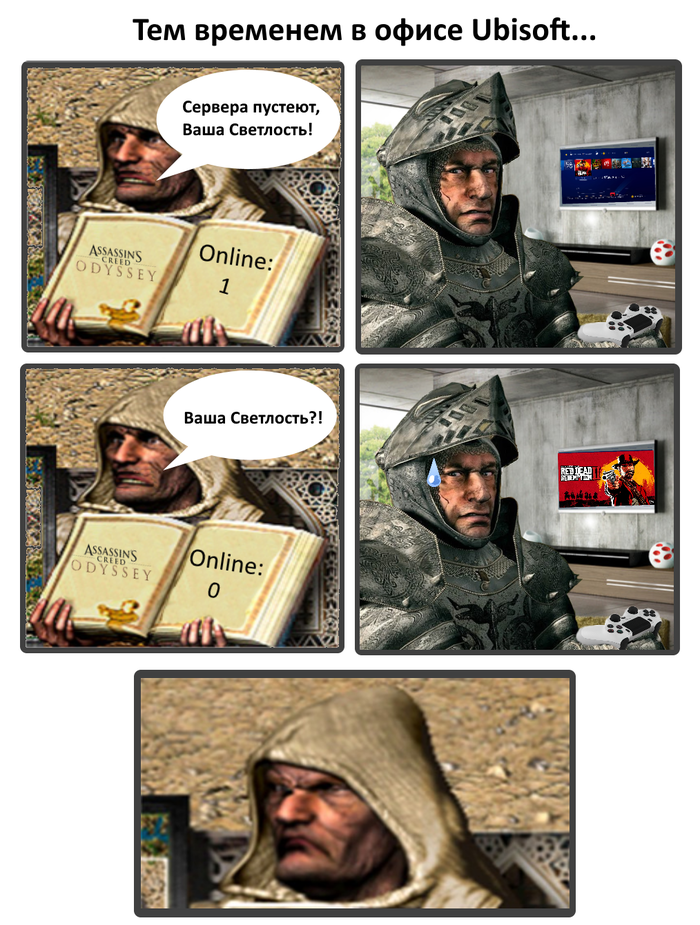 Тем временем в офисе Ubisoft...
Сервера пустеют,
Ваша Светлость!
ASSASSIN'S
CREED
ODYSSEY
Online:
1
Ваша Светлость?!
ASSASSIN'S
CREED
ODYSSEY
Online:
0
RED DEAD
REDEMPTION II